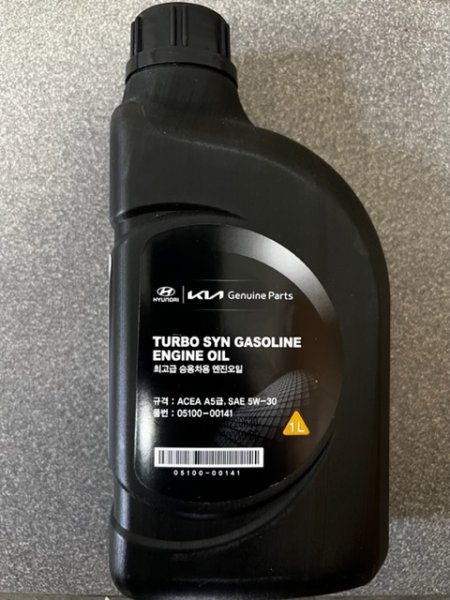 HYUNDAI KIA Genuine Parts
TURBO SYN GASOLINE
ENGINE OIL
최고급 승용차용 엔진오일
규격 : ACEA A5급, SAE 5W-30
품번 : 05100-00141
1L
05100-00141